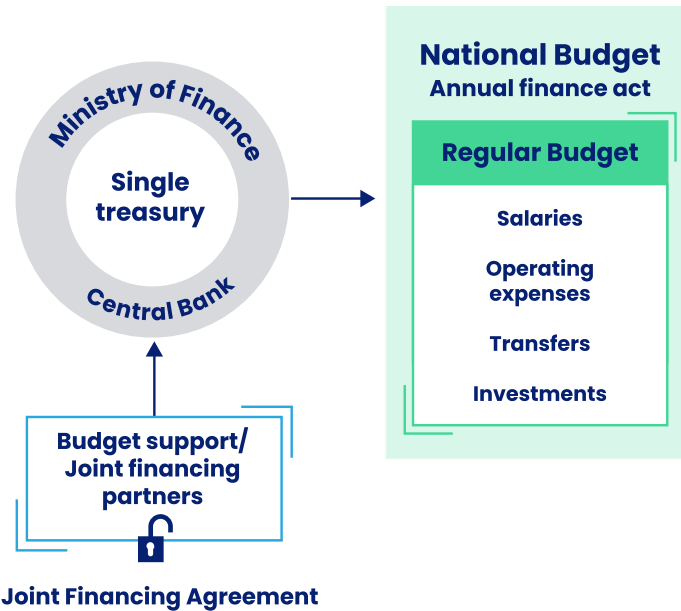 Ministry of Finance
Single
treasury
Central Bank
National Budget
Annual finance act
Regular Budget
Salaries
Operating
expenses
Transfers
Investments
Budget support/
Joint financing
partners
Joint Financing Agreement